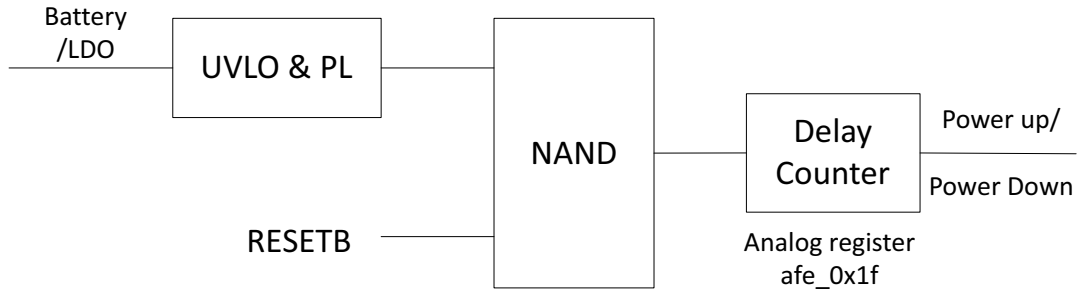 Battery
/LDO
UVLO & PL
NAND
RESETB
Delay
Counter
Power up/
Power Down
Analog register
afe_0x1f